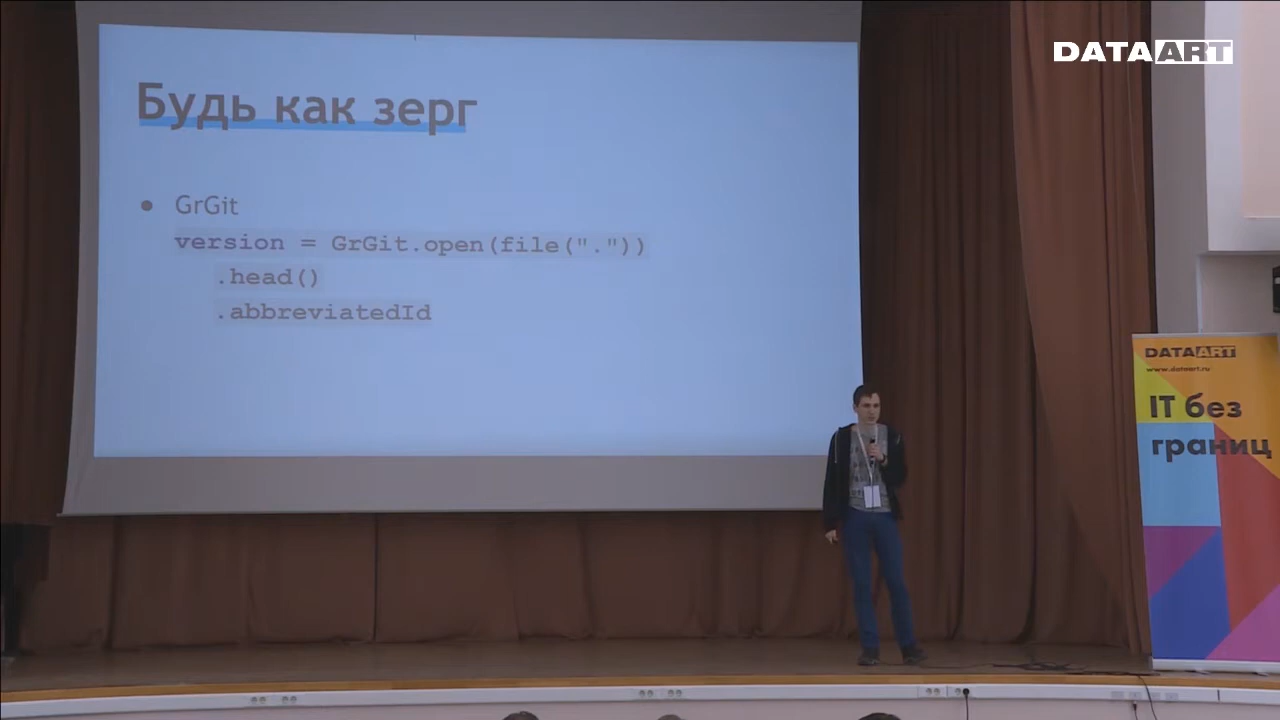 DATAART
Будь как зерг
GrGit
version = GrGit.open(file("."))
.head()
.abbreviatedId
DATAART
www.dataart.ru
IT без
границ